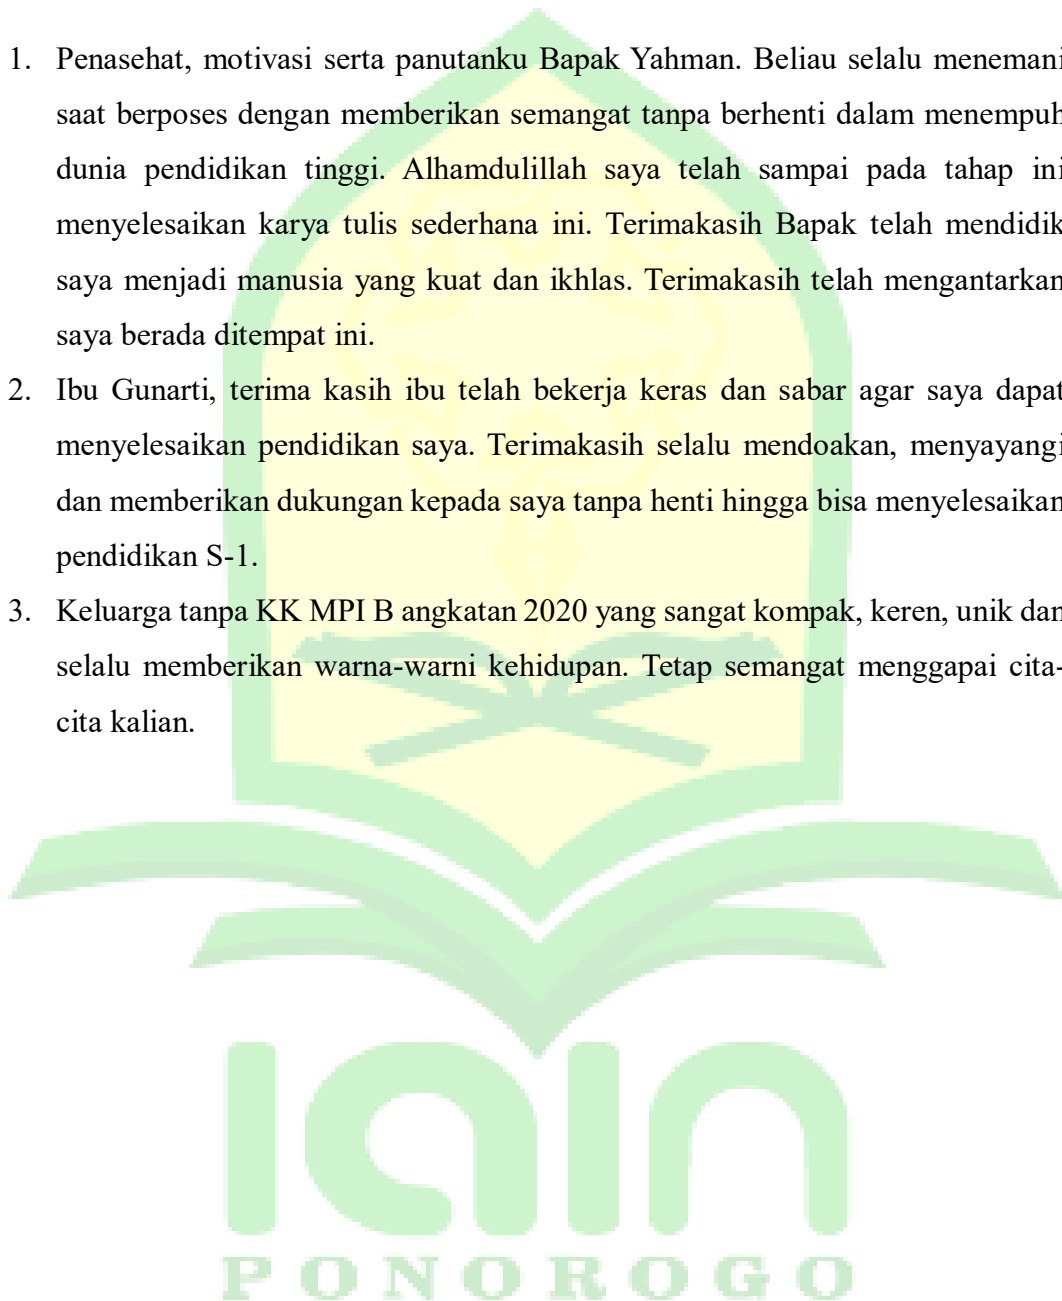 1. Penasehat, motivasi serta panutanku Bapak Yahman. Beliau selalu menemani
saat berposes dengan memberikan semangat tanpa berhenti dalam menempuh
dunia pendidikan tinggi. Alhamdulillah saya telah sampai pada tahap ini
menyelesaikan karya tulis sederhana ini. Terimakasih Bapak telah mendidik
saya menjadi manusia yang kuat dan ikhlas. Terimakasih telah mengantarkan
saya berada ditempat ini.
2. Ibu Gunarti, terima kasih ibu telah bekerja keras dan sabar agar saya dapat
menyelesaikan pendidikan saya. Terimakasih selalu mendoakan, menyayangi
dan memberikan dukungan kepada saya tanpa henti hingga bisa menyelesaikan
pendidikan S-1.
3. Keluarga tanpa KK MPI B angkatan 2020 yang sangat kompak, keren, unik dan
selalu memberikan warna-warni kehidupan. Tetap semangat menggapai cita-
cita kalian.
iain
PONOROGO